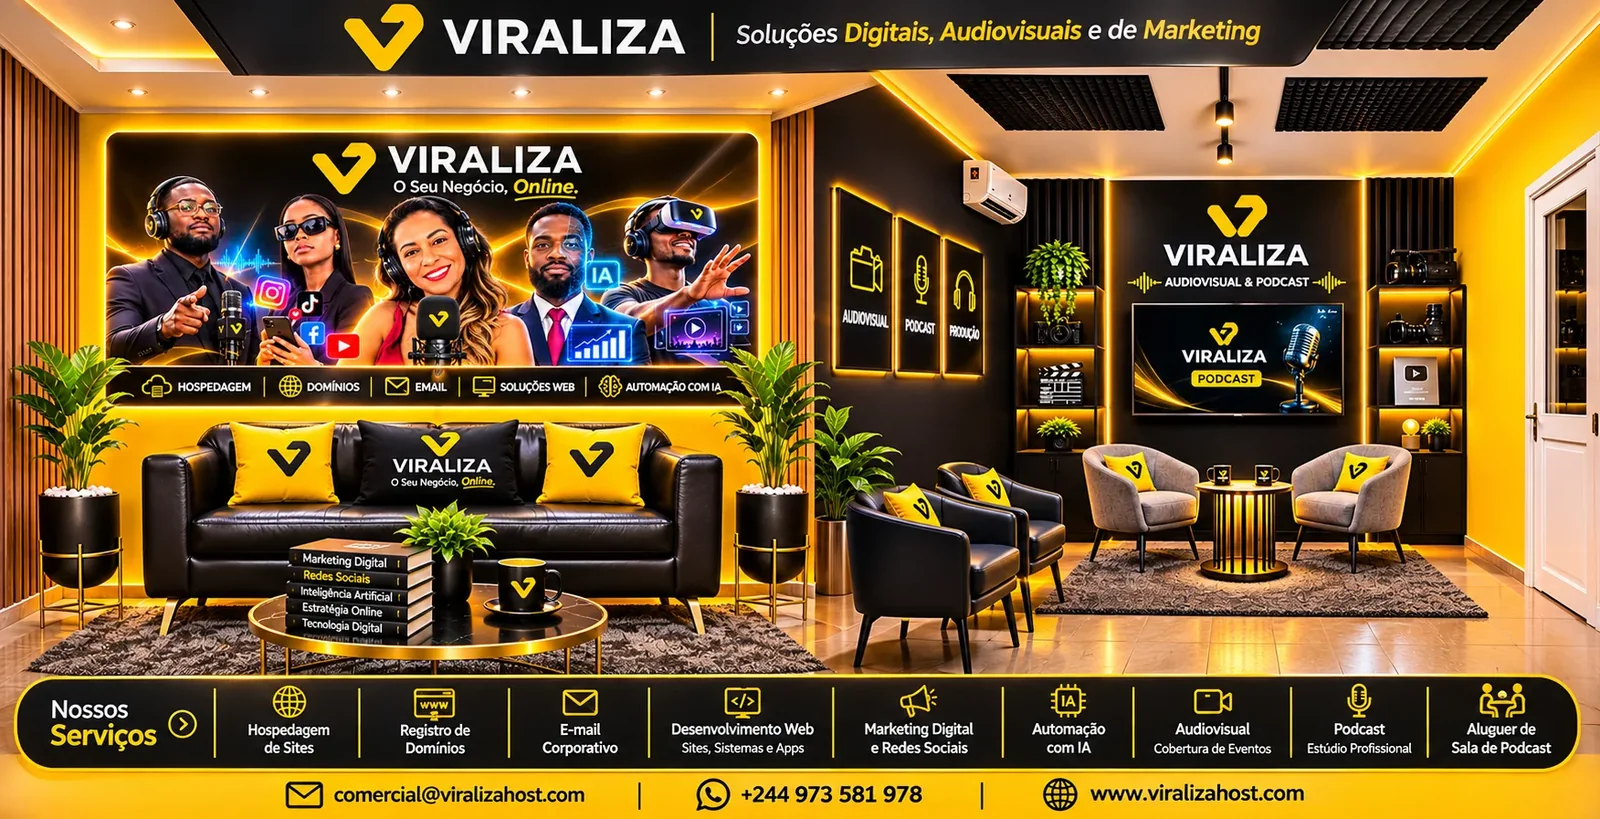 VIRALIZA
Soluções Digitais, Audiovisuais e de Marketing
VIRALIZA
O Seu Negócio, Online.
IA
HOSPEDAGEM
DOMÍNIOS
EMAIL
SOLUÇÕES WEB
AUTOMAÇÃO COM IA
VIRALIZA
O Seu Negócio, Online.
Marketing Digital
Redes Sociais
Inteligência Artificial
Estratégia Online
Tecnologia Digital
AUDIOVISUAL
PODCAST
PRODUÇÃO
VIRALIZA
AUDIOVISUAL & PODCAST
VIRALIZA
PODCAST
Nossos
Serviços
Hospedagem
de Sites
WWW
Registro de
Domínios
E-mail
Corporativo
Desenvolvimento Web
Sites, Sistemas e Apps
Marketing Digital
e Redes Sociais
IA
Automação
com IA
Audiovisual
Cobertura de Eventos
Podcast
Estúdio Profissional
Aluguer de
Sala de Podcast
comercial@viralizahost.com
+244 973 581 978
www.viralizahost.com